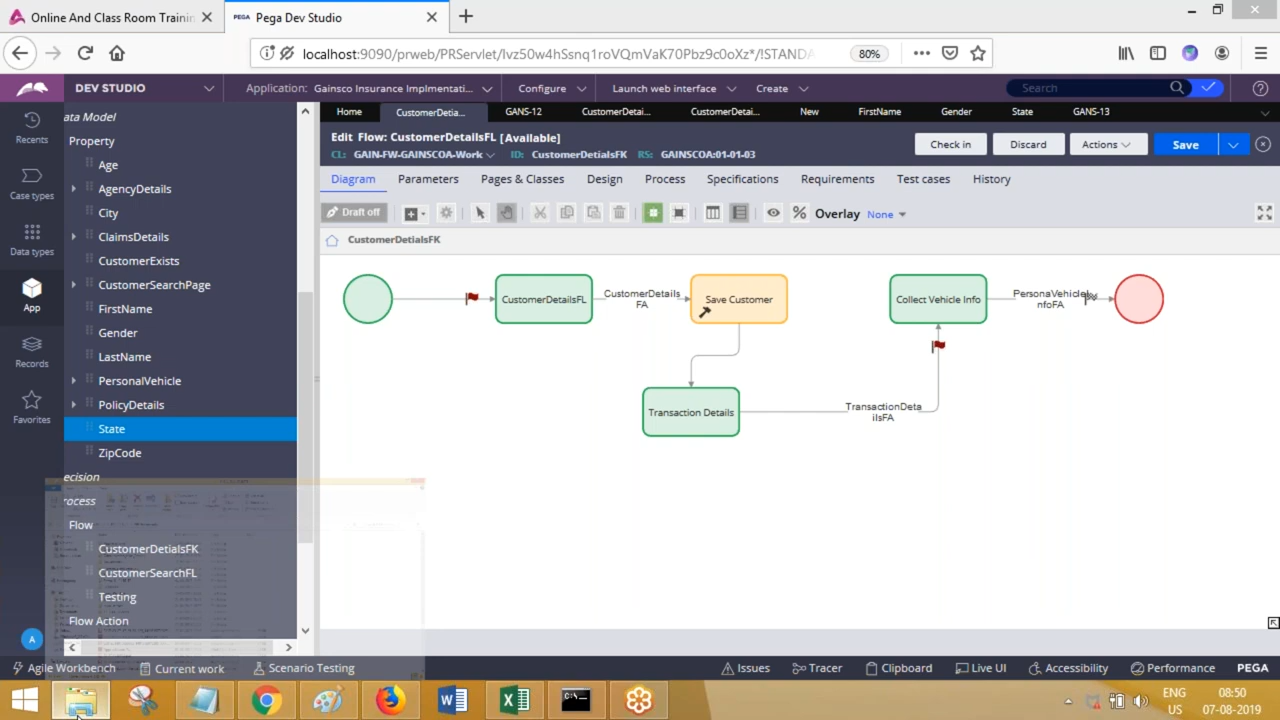 Online And Class Room Trainin
PEGA Pega Dev Studio
localhost:9090/prweb/PRServlet/Ivz50w4hSsnq1roVQmVaK70Pbz9c0oXz*/!STANDA
80%
DEV STUDIO
Application: Gainsco Insurance Implmentati...
Configure
Launch web interface
Create
Search
Recents
Case types
Data types
App
Records
Favorites
A
ata Model
Property
Age
AgencyDetails
City
ClaimsDetails
CustomerExists
CustomerSearchPage
FirstName
Gender
LastName
PersonalVehicle
PolicyDetails
State
ZipCode
ecision
rocess
Flow
CustomerDetialsFK
CustomerSearchFL
Testing
Flow Action
Home
CustomerDetia...
GANS-12
CustomerDetai...
CustomerDetai...
New
FirstName
Gender
State
GANS-13
Edit Flow: CustomerDetailsFL [Available]
CL: GAIN-FW-GAINSCOA-Work
ID: CustomerDetialsFK
RS: GAINSCOA:01-01-03
Check in
Discard
Actions
Save
Diagram
Parameters
Pages & Classes
Design
Process
Specifications
Requirements
Test cases
History
Draft off
Overlay None
CustomerDetialsFK
CustomerDetailsFL
CustomerDetails
FA
Save Customer
Collect Vehicle Info
PersonaVehicleI
nfoFA
Transaction Details
TransactionDeta
ilsFA
Agile Workbench
Current work
Scenario Testing
Issues
Tracer
Clipboard
Live UI
Accessibility
Performance
PEGA
ENG
US
08:50
07-08-2019